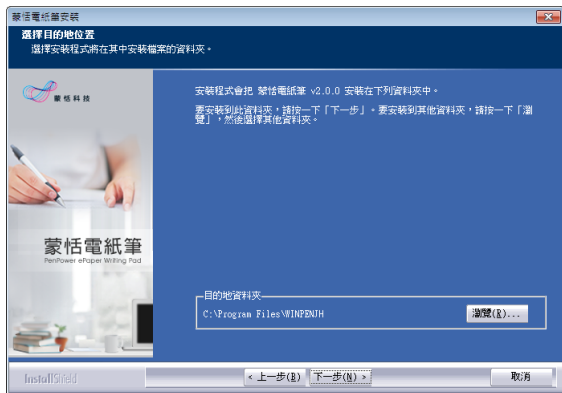 蒙恬電紙筆安裝
選擇目的地位置
選擇安裝程式將在其中安裝檔案的資料夾。
蒙恬科技
安裝程式會把 蒙恬電紙筆 v2.0.0 安裝在下列資料夾中。
要安裝到此資料夾，請按一下「下一步」。要安裝到其他資料夾，請按一下「瀏
覽」，然後選擇其他資料夾。
蒙恬電紙筆
PenPower ePaper Writing Pad
目的地資料夾
C:\Program Files\WINPENJH
瀏覽(R)...
InstallShield
< 上一步(B)
下一步(N) >
取消